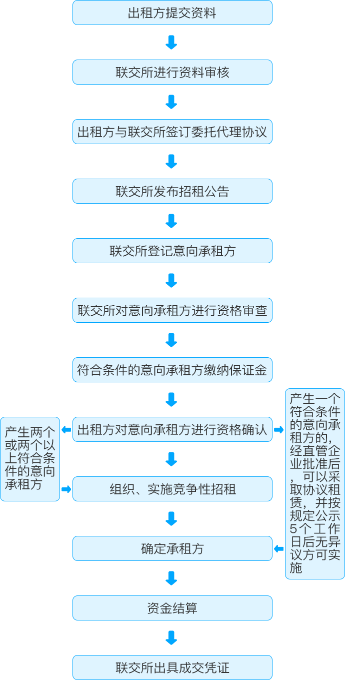 出租方提交资料
联交所进行资料审核
出租方与联交所签订委托代理协议
联交所发布招租公告
联交所登记意向承租方
联交所对意向承租方进行资格审查
符合条件的意向承租方缴纳保证金
出租方对意向承租方进行资格确认
产生两个
或两个以
上符合条
件的意向
承租方
产生一个
符合条件
的意向承
租方的，
经直管企
业批准后
，可以采
取协议租
赁，并按
规定公示
5个工作
日后无异
议方可实
施
组织、实施竞争性招租
确定承租方
资金结算
联交所出具成交凭证